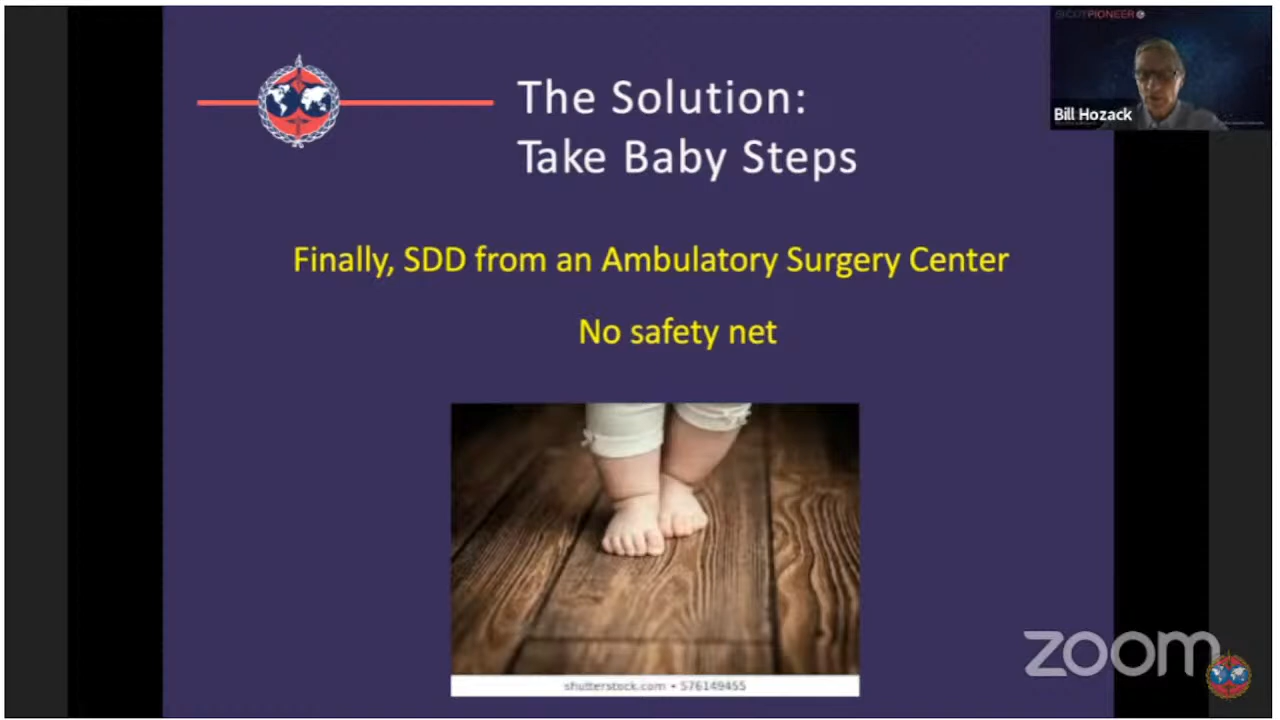 SICOT PIONEER
The Solution:
Take Baby Steps
Bill Hozack
Finally, SDD from an Ambulatory Surgery Center
No safety net
shutterstock.com • 576149455
zoom